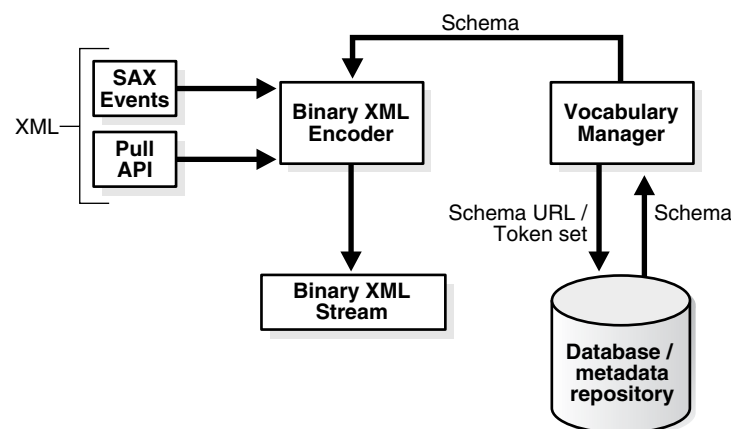 Schema
SAX
Events
XML
Pull
API
Binary XML
Encoder
Vocabulary
Manager
Schema URL /
Token set
Schema
Binary XML
Stream
Database /
metadata
repository